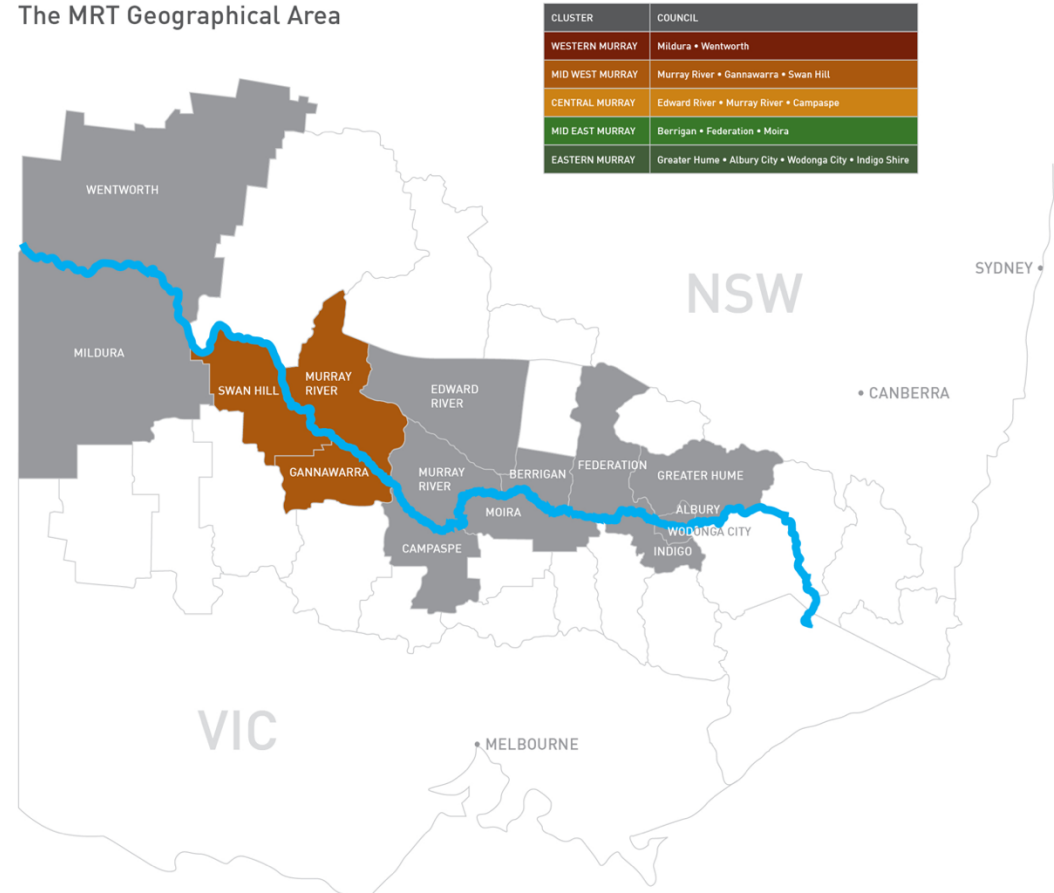 The MRT Geographical Area
CLUSTER COUNCIL
WESTERN MURRAY Mildura • Wentworth
MID WEST MURRAY Murray River • Gannawarra • Swan Hill
CENTRAL MURRAY Edward River • Murray River • Campaspe
MID EAST MURRAY Berrigan • Federation • Moira
EASTERN MURRAY Greater Hume • Albury City • Wodonga City • Indigo Shire
WENTWORTH
SYDNEY
NSW
MILDURA
MURRAY
RIVER
SWAN HILL
EDWARD
RIVER
CANBERRA
GANNAWARRA
MURRAY
RIVER
BERRIGAN
FEDERATION
GREATER HUME
MOIRA
ALBURY
WODONGA CITY
CAMPASPE
INDIGO
VIC
MELBOURNE